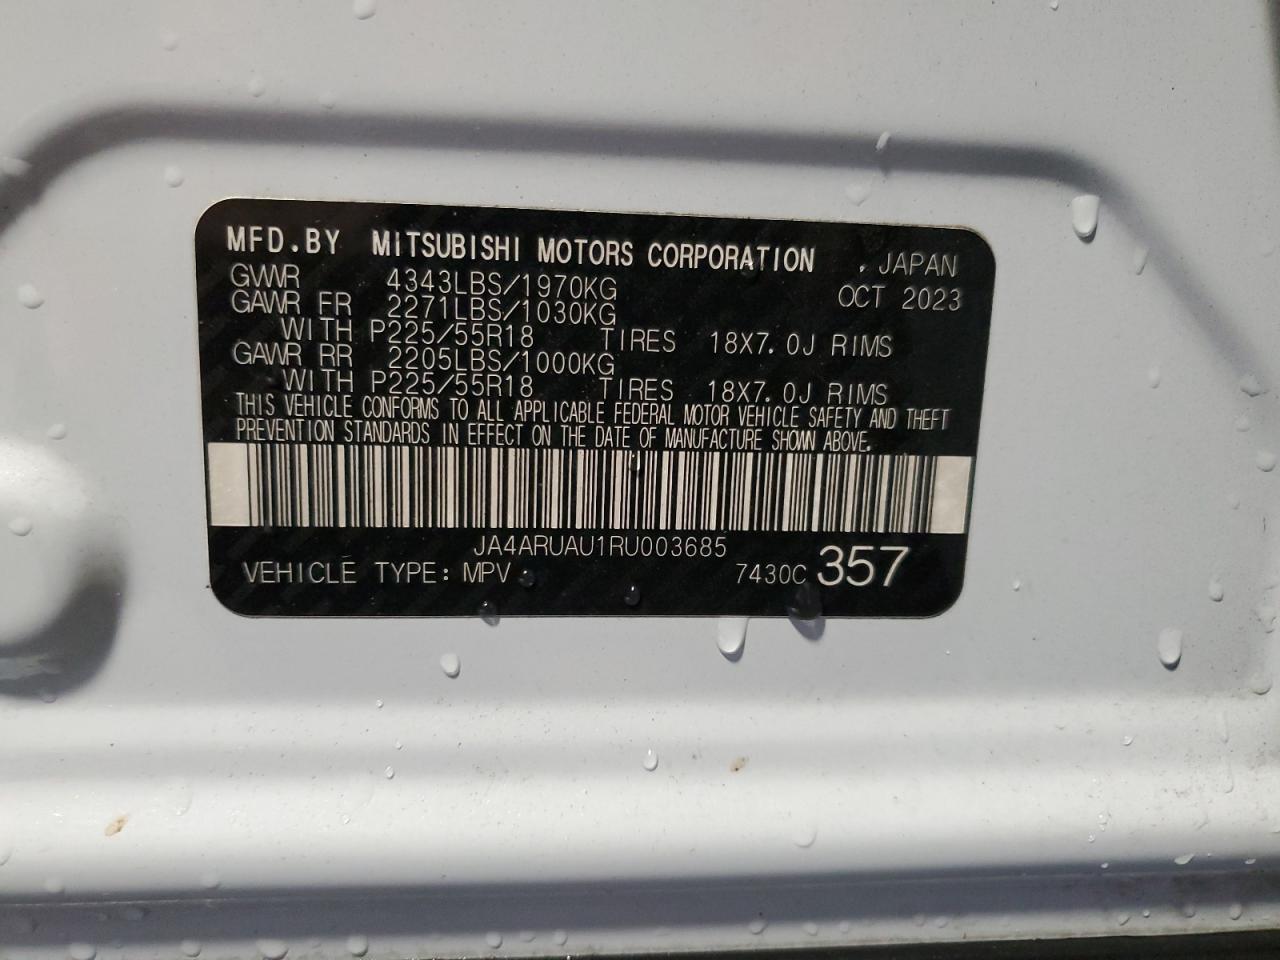 MFD.BY MITSUBISHI MOTORS CORPORATION , JAPAN
GVWR 4343LBS/1970KG OCT 2023
GAWR FR 2271LBS/1030KG
WITH P225/55R18 TIRES 18X7.0J RIMS
GAWR RR 2205LBS/1000KG
WITH P225/55R18 TIRES 18X7.0J RIMS
THIS VEHICLE CONFORMS TO ALL APPLICABLE FEDERAL MOTOR VEHICLE SAFETY AND THEFT
PREVENTION STANDARDS IN EFFECT ON THE DATE OF MANUFACTURE SHOWN ABOVE.
JA4ARUAU1RU003685
VEHICLE TYPE: MPV 7430C 357